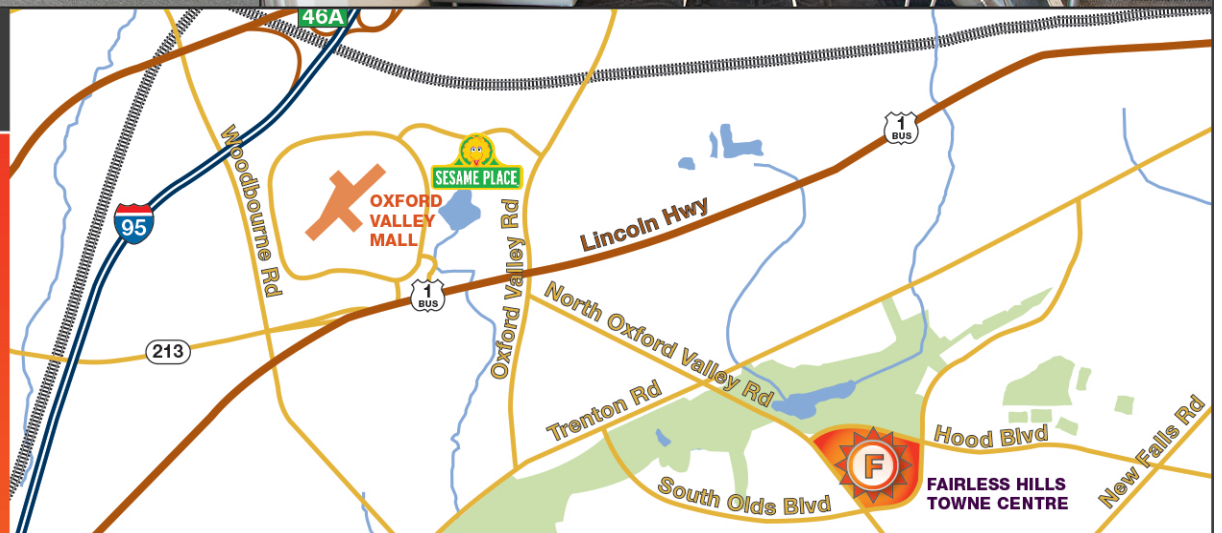 46A
Woodbourne Rd
SESAME PLACE
OXFORD
VALLEY
MALL
95
1
BUS
Lincoln Hwy
Oxford Valley Rd
1
BUS
North Oxford Valley Rd
213
Trenton Rd
Hood Blvd
New Falls Rd
F
South Olds Blvd
FAIRLESS HILLS
TOWNE CENTRE